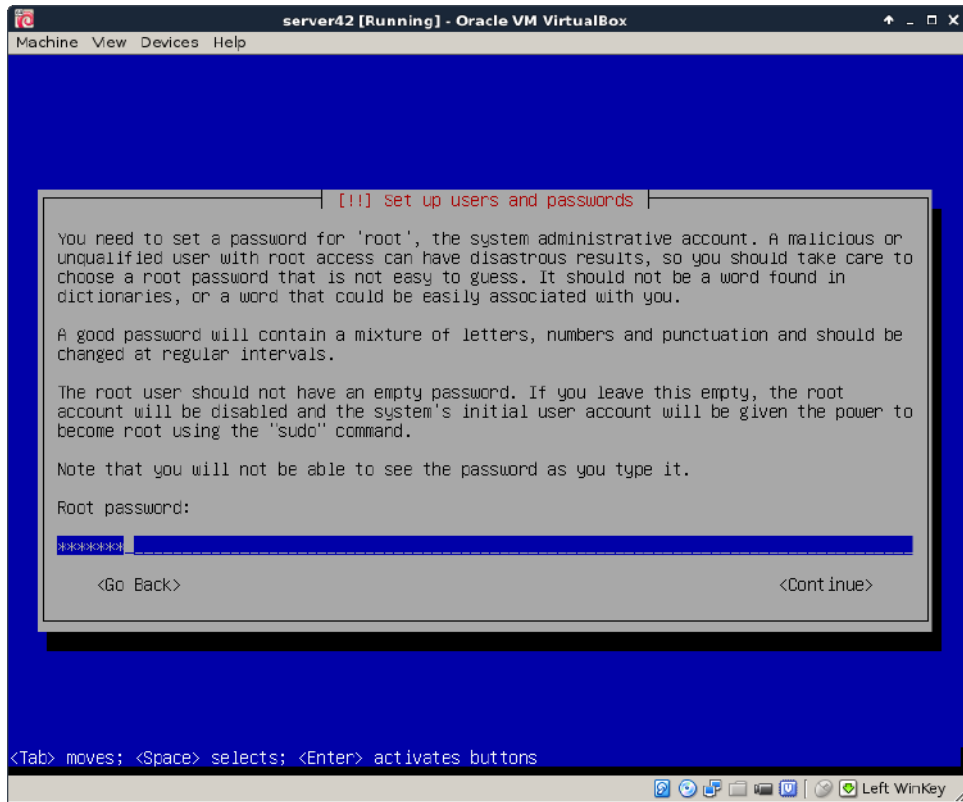 server42 [Running] - Oracle VM VirtualBox
Machine View Devices Help
[!!] Set up users and passwords
You need to set a password for 'root', the system administrative account. A malicious or
unqualified user with root access can have disastrous results, so you should take care to
choose a root password that is not easy to guess. It should not be a word found in
dictionaries, or a word that could be easily associated with you.
A good password will contain a mixture of letters, numbers and punctuation and should be
changed at regular intervals.
The root user should not have an empty password. If you leave this empty, the root
account will be disabled and the system's initial user account will be given the power to
become root using the "sudo" command.
Note that you will not be able to see the password as you type it.
Root password:
*******
<Go Back> <Continue>
<Tab> moves; <Space> selects; <Enter> activates buttons
Left WinKey